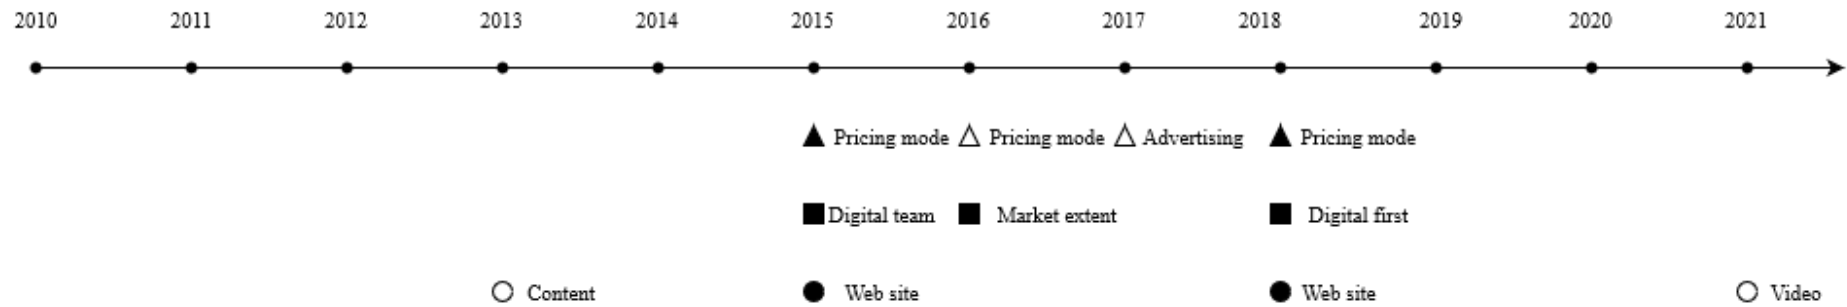 2010 2011 2012 2013 2014 2015 2016 2017 2018 2019 2020 2021
Pricing mode Pricing mode Advertising Pricing mode
Digital team Market extent Digital first
Content Web site Web site Video